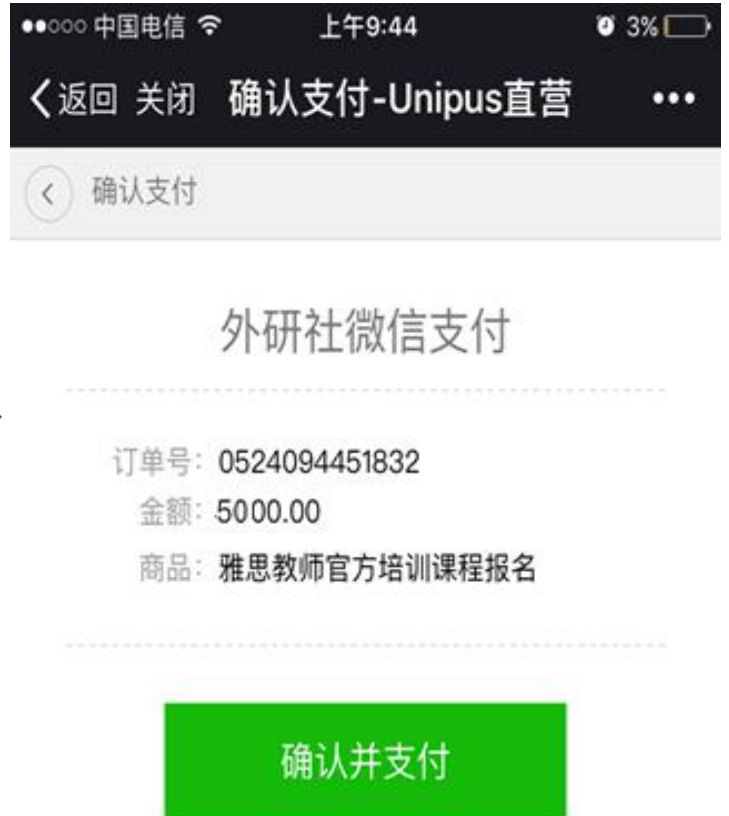 中国电信 上午9:44 3%
返回 关闭 确认支付-Unipus直营
确认支付
外研社微信支付
订单号: 0524094451832
金额: 5000.00
商品: 雅思教师官方培训课程报名
确认并支付